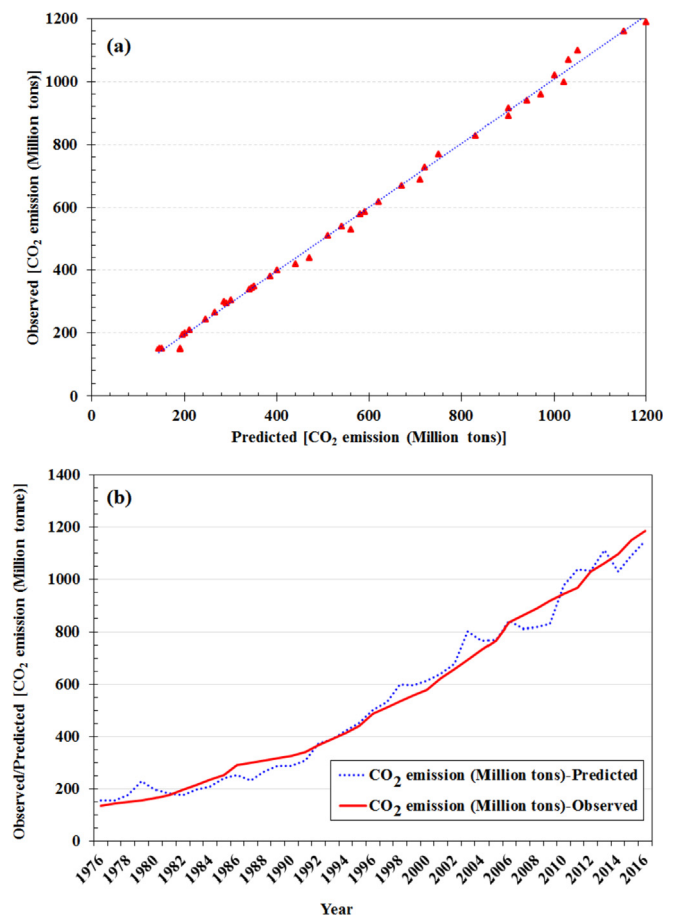 (a)
Observed [CO2 emission (Million tons)]
1200
1000
800
600
400
200
0
0 200 400 600 800 1000 1200
Predicted [CO2 emission (Million tons)]
(b)
Observed/Predicted [CO2 emission (Million tonne)]
1400
1200
1000
800
600
400
200
0
CO2 emission (Million tons)-Predicted
CO2 emission (Million tons)-Observed
1976 1978 1980 1982 1984 1986 1988 1990 1992 1994 1996 1998 2000 2002 2004 2006 2008 2010 2012 2014 2016
Year